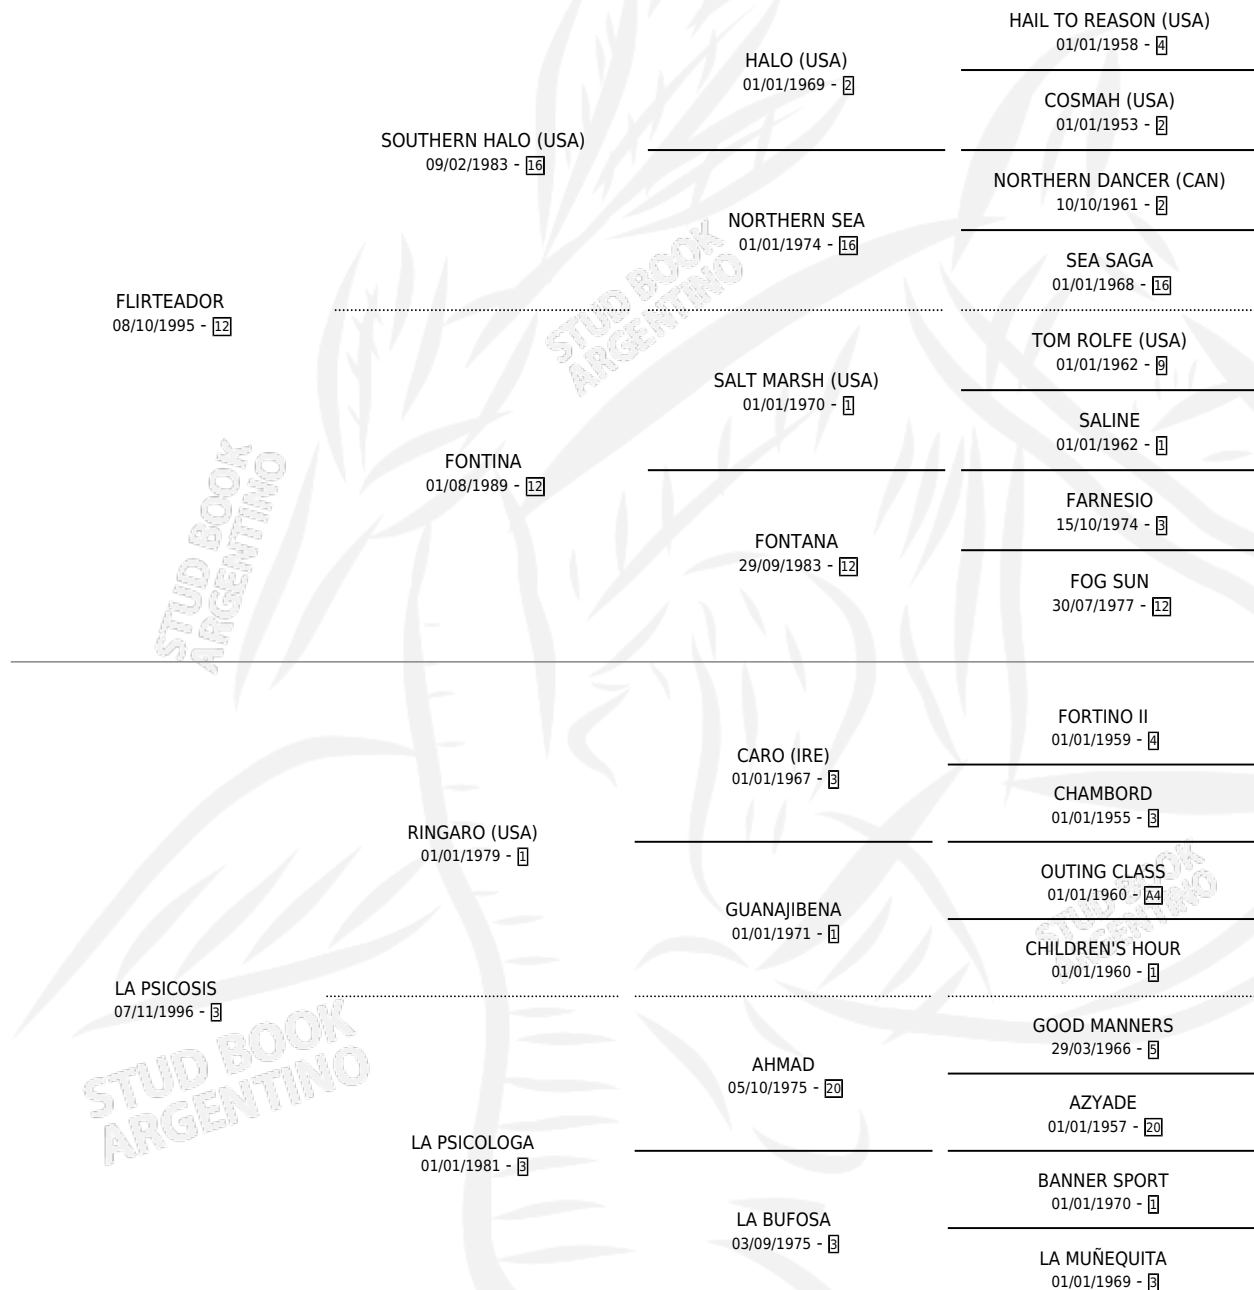 HAIL TO REASON (USA)
01/01/1958 - 4
HALO (USA)
01/01/1969 - 2
COSMAH (USA)
01/01/1953 - 2
SOUTHERN HALO (USA)
09/02/1983 - 16
NORTHERN DANCER (CAN)
10/10/1961 - 2
NORTHERN SEA
01/01/1974 - 16
SEA SAGA
01/01/1968 - 16
STUD BOOK
ARGENTINO
FLIRTEADOR
08/10/1995 - 12
TOM ROLFE (USA)
01/01/1962 - 9
SALT MARSH (USA)
01/01/1970 - 1
SALINE
01/01/1962 - 1
FONTINA
01/08/1989 - 12
FARNESIO
15/10/1974 - 3
FONTANA
29/09/1983 - 12
FOG SUN
30/07/1977 - 12
STUD BOOK
ARGENTINO
FORTINO II
01/01/1959 - 4
CARO (IRE)
01/01/1967 - 3
CHAMBORD
01/01/1955 - 3
RINGARO (USA)
01/01/1979 - 1
OUTING CLASS
01/01/1960 - A4
GUANAJIBENA
01/01/1971 - 1
CHILDREN'S HOUR
01/01/1960 - 1
STUD BOOK
ARGENTINO
LA PSICOSIS
07/11/1996 - 3
GOOD MANNERS
29/03/1966 - 5
AHMAD
05/10/1975 - 20
AZYADE
01/01/1957 - 20
STUD BOOK
ARGENTINO
LA PSICOLOGA
01/01/1981 - 3
BANNER SPORT
01/01/1970 - 1
LA BUFOSA
03/09/1975 - 3
LA MUÑEQUITA
01/01/1969 - 3